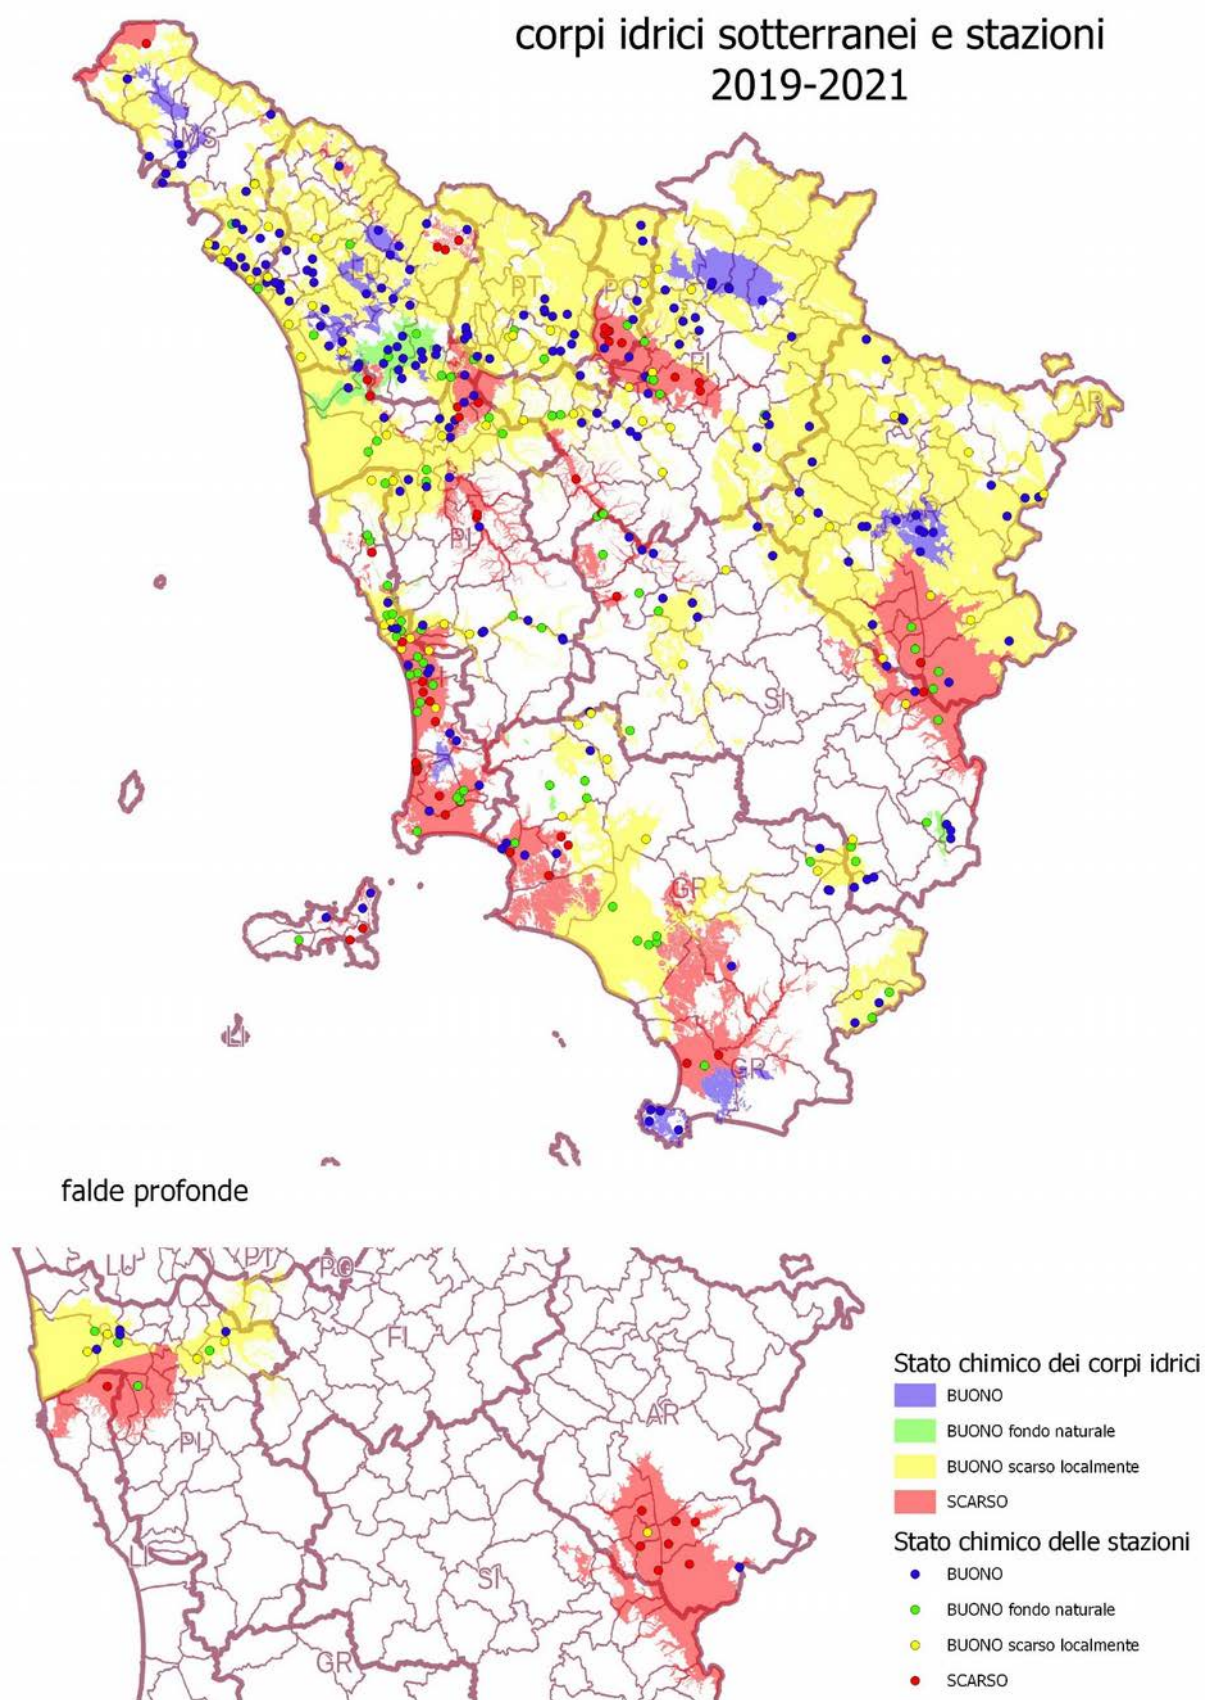 corpi idrici sotterranei e stazioni
2019-2021
MS
LU
PT
PO
FI
AR
PI
SI
GR
LI
GR
falde profonde
LU
PT
PO
FI
AR
PI
LI
SI
GR
Stato chimico dei corpi idrici
BUONO
BUONO fondo naturale
BUONO scarso localmente
SCARSO
Stato chimico delle stazioni
BUONO
BUONO fondo naturale
BUONO scarso localmente
SCARSO